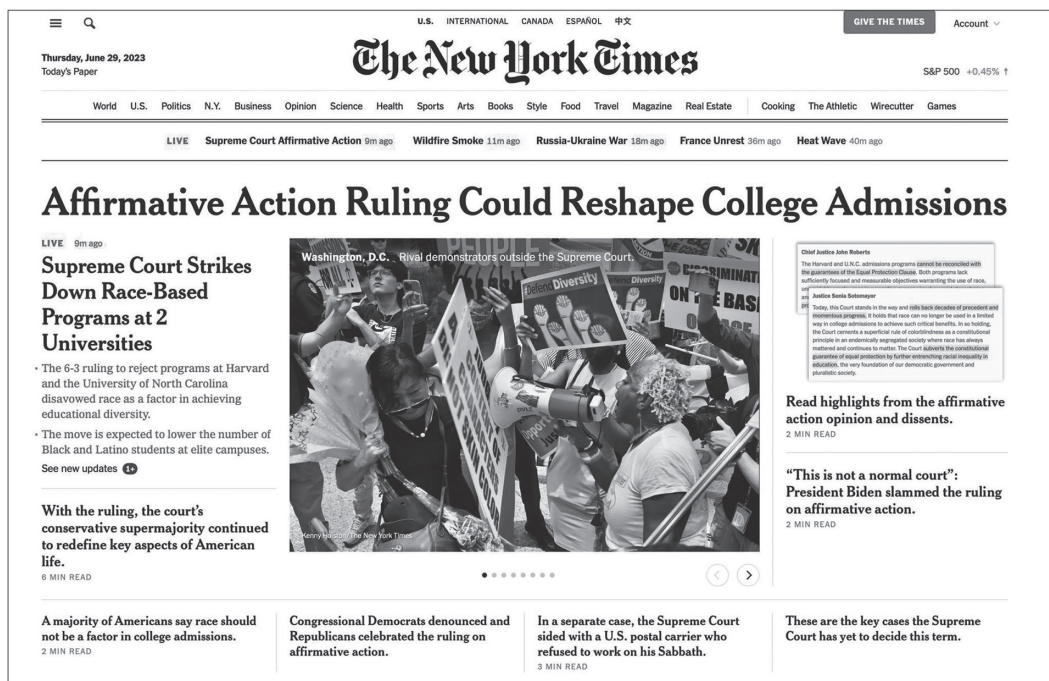 U.S. INTERNATIONAL CANADA ESPAÑOL 中文
GIVE THE TIMES
Account
Thursday, June 29, 2023
Today's Paper
The New York Times
S&P 500 +0.45% ↑
World U.S. Politics N.Y. Business Opinion Science Health Sports Arts Books Style Food Travel Magazine Real Estate Cooking The Athletic Wirecutter Games
LIVE Supreme Court Affirmative Action 9m ago Wildfire Smoke 11m ago Russia-Ukraine War 18m ago France Unrest 36m ago Heat Wave 40m ago
Affirmative Action Ruling Could Reshape College Admissions
LIVE 9m ago
Supreme Court Strikes
Down Race-Based
Programs at 2
Universities
• The 6-3 ruling to reject programs at Harvard
and the University of North Carolina
disavowed race as a factor in achieving
educational diversity.
• The move is expected to lower the number of
Black and Latino students at elite campuses.
See new updates 1+
With the ruling, the court's
conservative supermajority continued
to redefine key aspects of American
life.
6 MIN READ
PEOPLE
Washington, D.C. Rival demonstrators outside the Supreme Court.
Defend Diversity
ON THE BASI
Kenny Holston/The New York Times
Chief Justice John Roberts
The Harvard and U.N.C. admissions programs cannot be reconciled with
the guarantees of the Equal Protection Clause. Both programs lack
sufficiently focused and measurable objectives warranting the use of race,
Justice Sonia Sotomayor
Today, this Court stands in the way and rolls back decades of precedent and
momentous progress. It holds that race can no longer be used in a limited
way in college admissions to achieve such critical benefits. In so holding,
the Court cements a superficial rule of colorblindness as a constitutional
principle in an endemically segregated society where race has always
mattered and continues to matter. The Court subverts the constitutional
guarantee of equal protection by further entrenching racial inequality in
education, the very foundation of our democratic government and
pluralistic society.
Read highlights from the affirmative
action opinion and dissents.
2 MIN READ
“This is not a normal court”:
President Biden slammed the ruling
on affirmative action.
2 MIN READ
A majority of Americans say race should
not be a factor in college admissions.
2 MIN READ
Congressional Democrats denounced and
Republicans celebrated the ruling on
affirmative action.
In a separate case, the Supreme Court
sided with a U.S. postal carrier who
refused to work on his Sabbath.
3 MIN READ
These are the key cases the Supreme
Court has yet to decide this term.